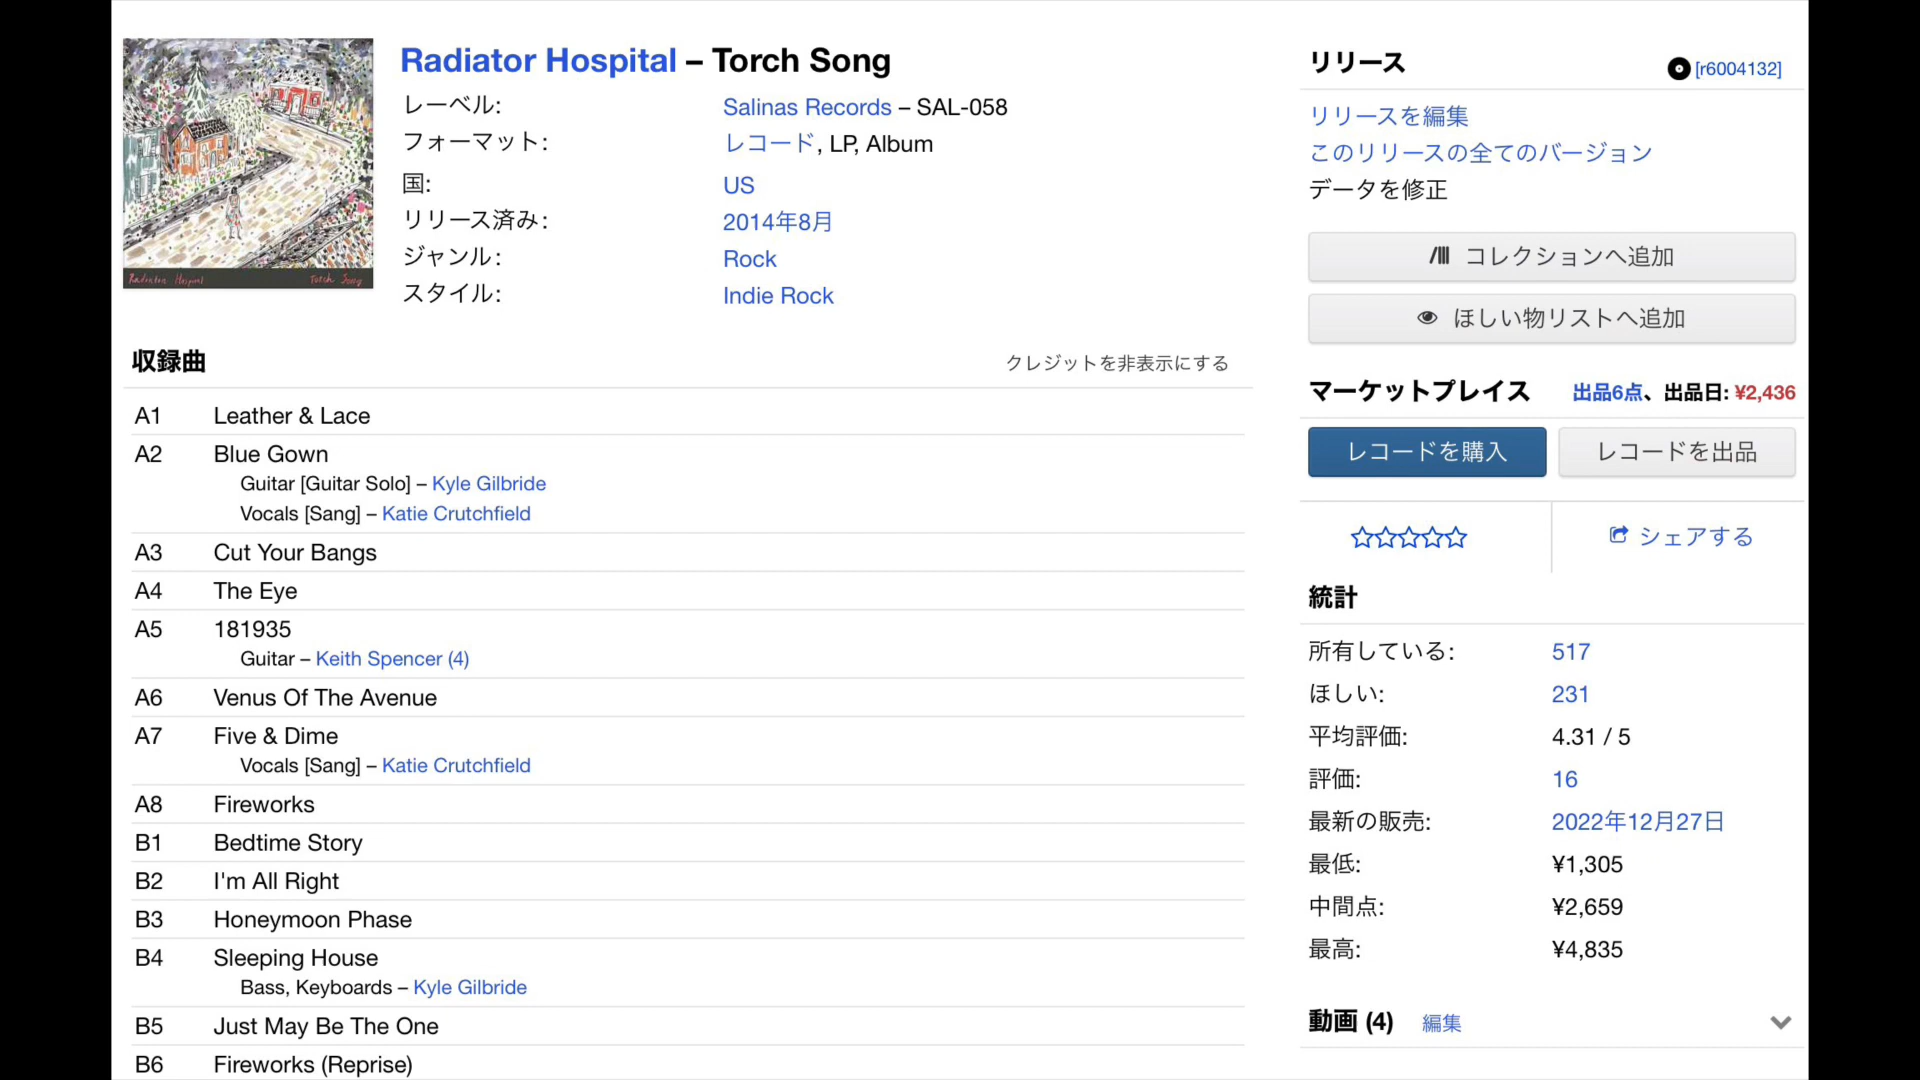 Radiator Hospital – Torch Song
レーベル: Salinas Records – SAL-058
フォーマット: レコード, LP, Album
国: US
リリース済み: 2014年8月
ジャンル: Rock
スタイル: Indie Rock
Radiator Hospital Torch Song
収録曲 クレジットを非表示にする
A1 Leather & Lace
A2 Blue Gown
Guitar [Guitar Solo] – Kyle Gilbride
Vocals [Sang] – Katie Crutchfield
A3 Cut Your Bangs
A4 The Eye
A5 181935
Guitar – Keith Spencer (4)
A6 Venus Of The Avenue
A7 Five & Dime
Vocals [Sang] – Katie Crutchfield
A8 Fireworks
B1 Bedtime Story
B2 I'm All Right
B3 Honeymoon Phase
B4 Sleeping House
Bass, Keyboards – Kyle Gilbride
B5 Just May Be The One
B6 Fireworks (Reprise)
リリース [r6004132]
リリースを編集
このリリースの全てのバージョン
データを修正
コレクションへ追加
ほしい物リストへ追加
マーケットプレイス 出品6点、出品日: ¥2,436
レコードを購入 レコードを出品
シェアする
統計
所有している: 517
ほしい: 231
平均評価: 4.31 / 5
評価: 16
最新の販売: 2022年12月27日
最低: ¥1,305
中間点: ¥2,659
最高: ¥4,835
動画 (4) 編集